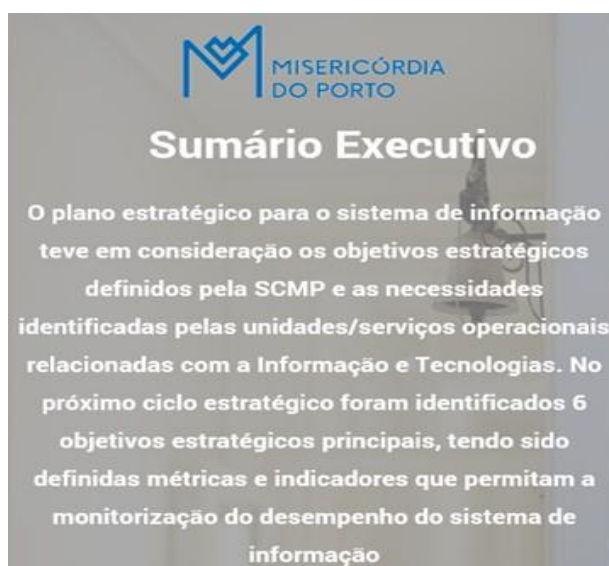 MISERICÓRDIA
DO PORTO
Sumário Executivo
O plano estratégico para o sistema de informação
teve em consideração os objetivos estratégicos
definidos pela SCMP e as necessidades
identificadas pelas unidades/serviços operacionais
relacionadas com a Informação e Tecnologias. No
próximo ciclo estratégico foram identificados 6
objetivos estratégicos principais, tendo sido
definidas métricas e indicadores que permitam a
monitorização do desempenho do sistema de
informação